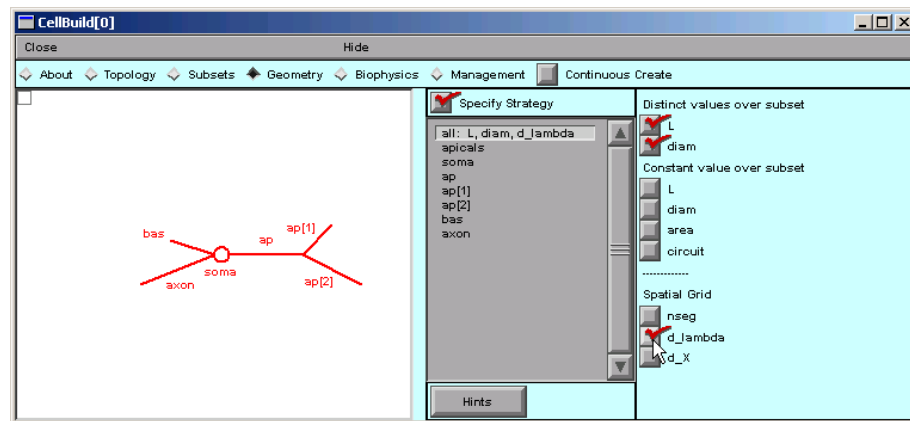 CellBuild[0]
Close Hide
About Topology Subsets Geometry Biophysics Management Continuous Create
bas
ap
ap[1]
soma
axon
ap[2]
Specify Strategy
all: L, diam, d_lambda
apicals
soma
ap
ap[1]
ap[2]
bas
axon
Hints
Distinct values over subset
L
diam
Constant value over subset
L
diam
area
circuit
-------------
Spatial Grid
nseg
d_lambda
d_X